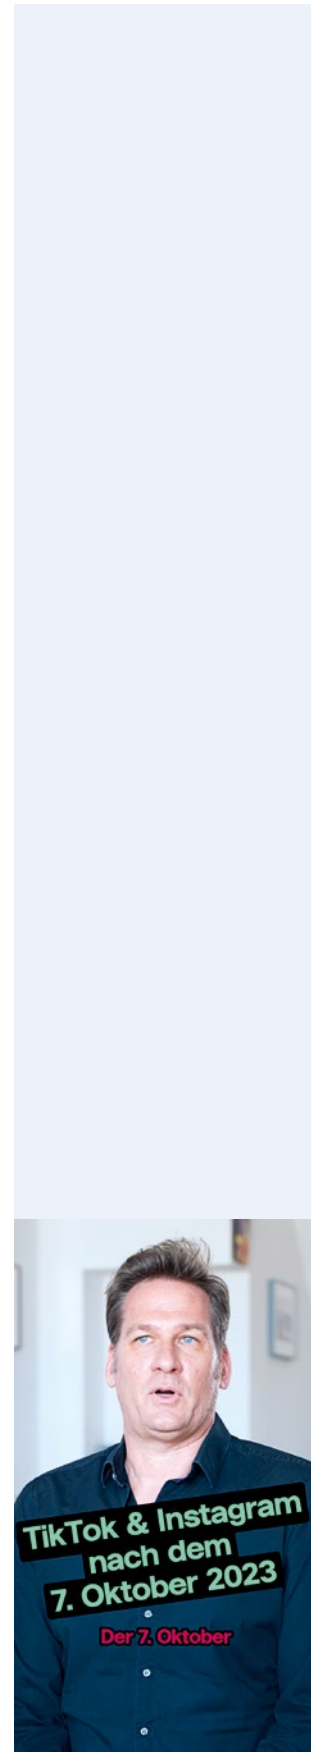 TikTok & Instagram
nach dem
7. Oktober 2023
Der 7. Oktober